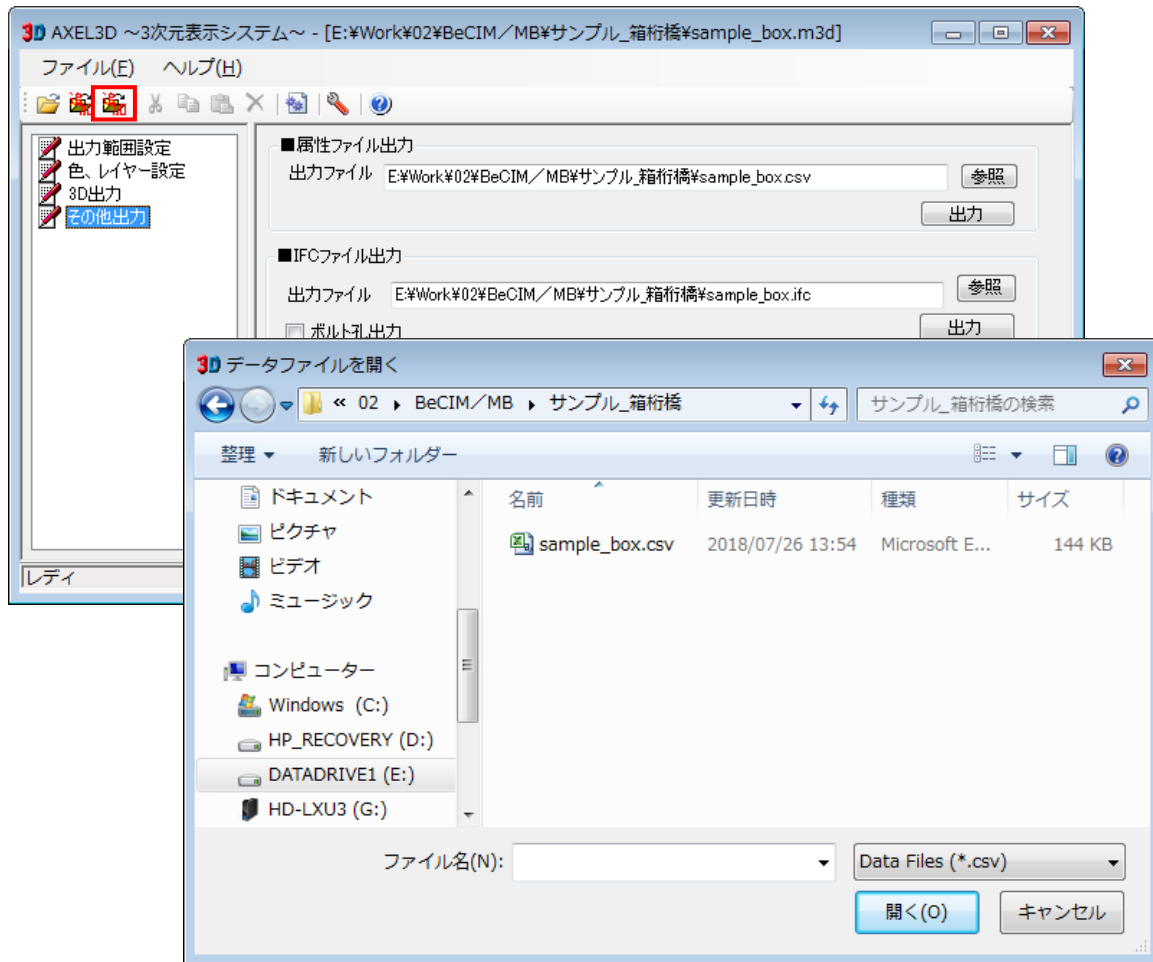 3D AXEL3D ～3次元表示システム～ - [E:¥Work¥02¥BeCIM／MB¥サンプル_箱桁橋¥sample_box.m3d]
ファイル(F) ヘルプ(H)
出力範囲設定
色、レイヤー設定
3D出力
その他出力
■属性ファイル出力
出力ファイル E:¥Work¥02¥BeCIM／MB¥サンプル_箱桁橋¥sample_box.csv 参照
出力
■IFCファイル出力
出力ファイル E:¥Work¥02¥BeCIM／MB¥サンプル_箱桁橋¥sample_box.ifc 参照
ボルト孔出力 出力
レディ
3D データファイルを開く
« 02 BeCIM／MB サンプル_箱桁橋 サンプル_箱桁橋の検索
整理 新しいフォルダー
ドキュメント
ピクチャ
ビデオ
ミュージック
コンピューター
Windows (C:)
HP_RECOVERY (D:)
DATADRIVE1 (E:)
HD-LXU3 (G:)
名前 更新日時 種類 サイズ
sample_box.csv 2018/07/26 13:54 Microsoft E... 144 KB
ファイル名(N): Data Files (*.csv)
開く(O) キャンセル